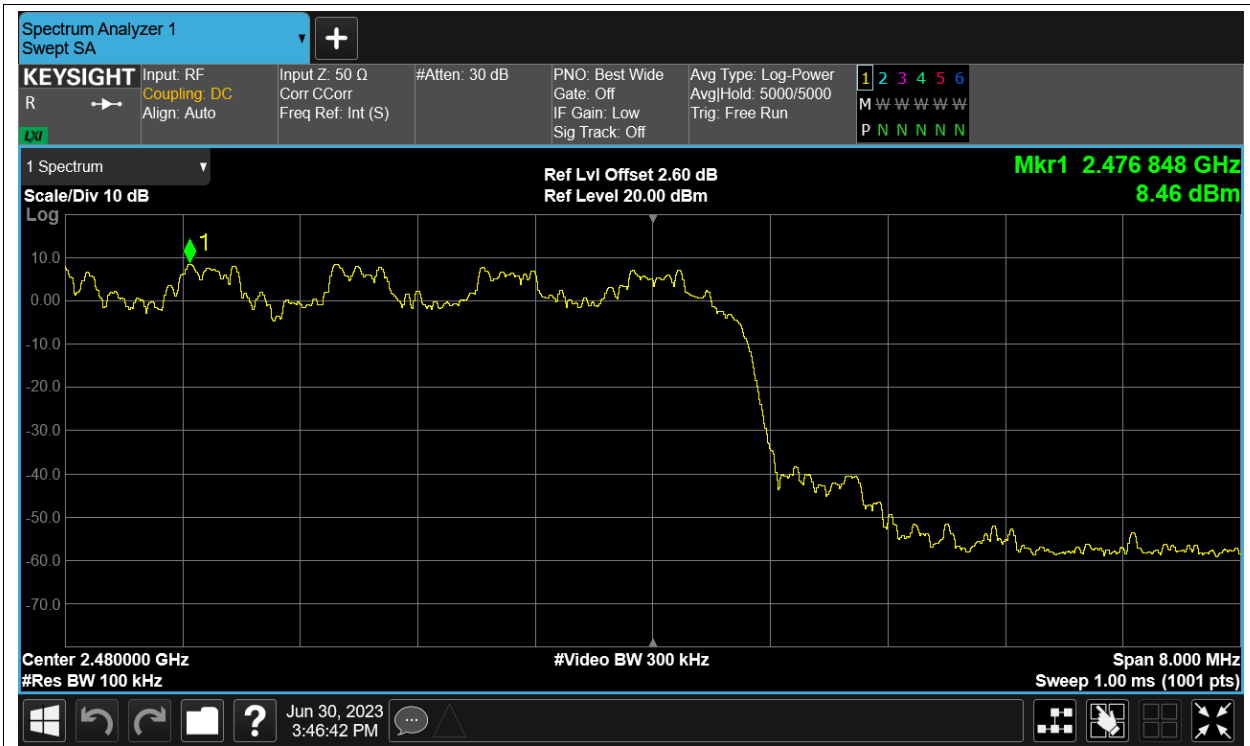 Spectrum Analyzer 1
Swept SA
KEYSIGHT
R
LXI
Input: RF
Coupling: DC
Align: Auto
Input Z: 50 Ω
Corr CCorr
Freq Ref: Int (S)
#Atten: 30 dB
PNO: Best Wide
Gate: Off
IF Gain: Low
Sig Track: Off
Avg Type: Log-Power
Avg|Hold: 5000/5000
Trig: Free Run
1 2 3 4 5 6
M W W W W W
P N N N N N
1 Spectrum
Scale/Div 10 dB
Log
Ref Lvl Offset 2.60 dB
Ref Level 20.00 dBm
Mkr1 2.476 848 GHz
8.46 dBm
1
10.0
0.00
-10.0
-20.0
-30.0
-40.0
-50.0
-60.0
-70.0
Center 2.480000 GHz
#Res BW 100 kHz
#Video BW 300 kHz
Span 8.000 MHz
Sweep 1.00 ms (1001 pts)
?
Jun 30, 2023
3:46:42 PM